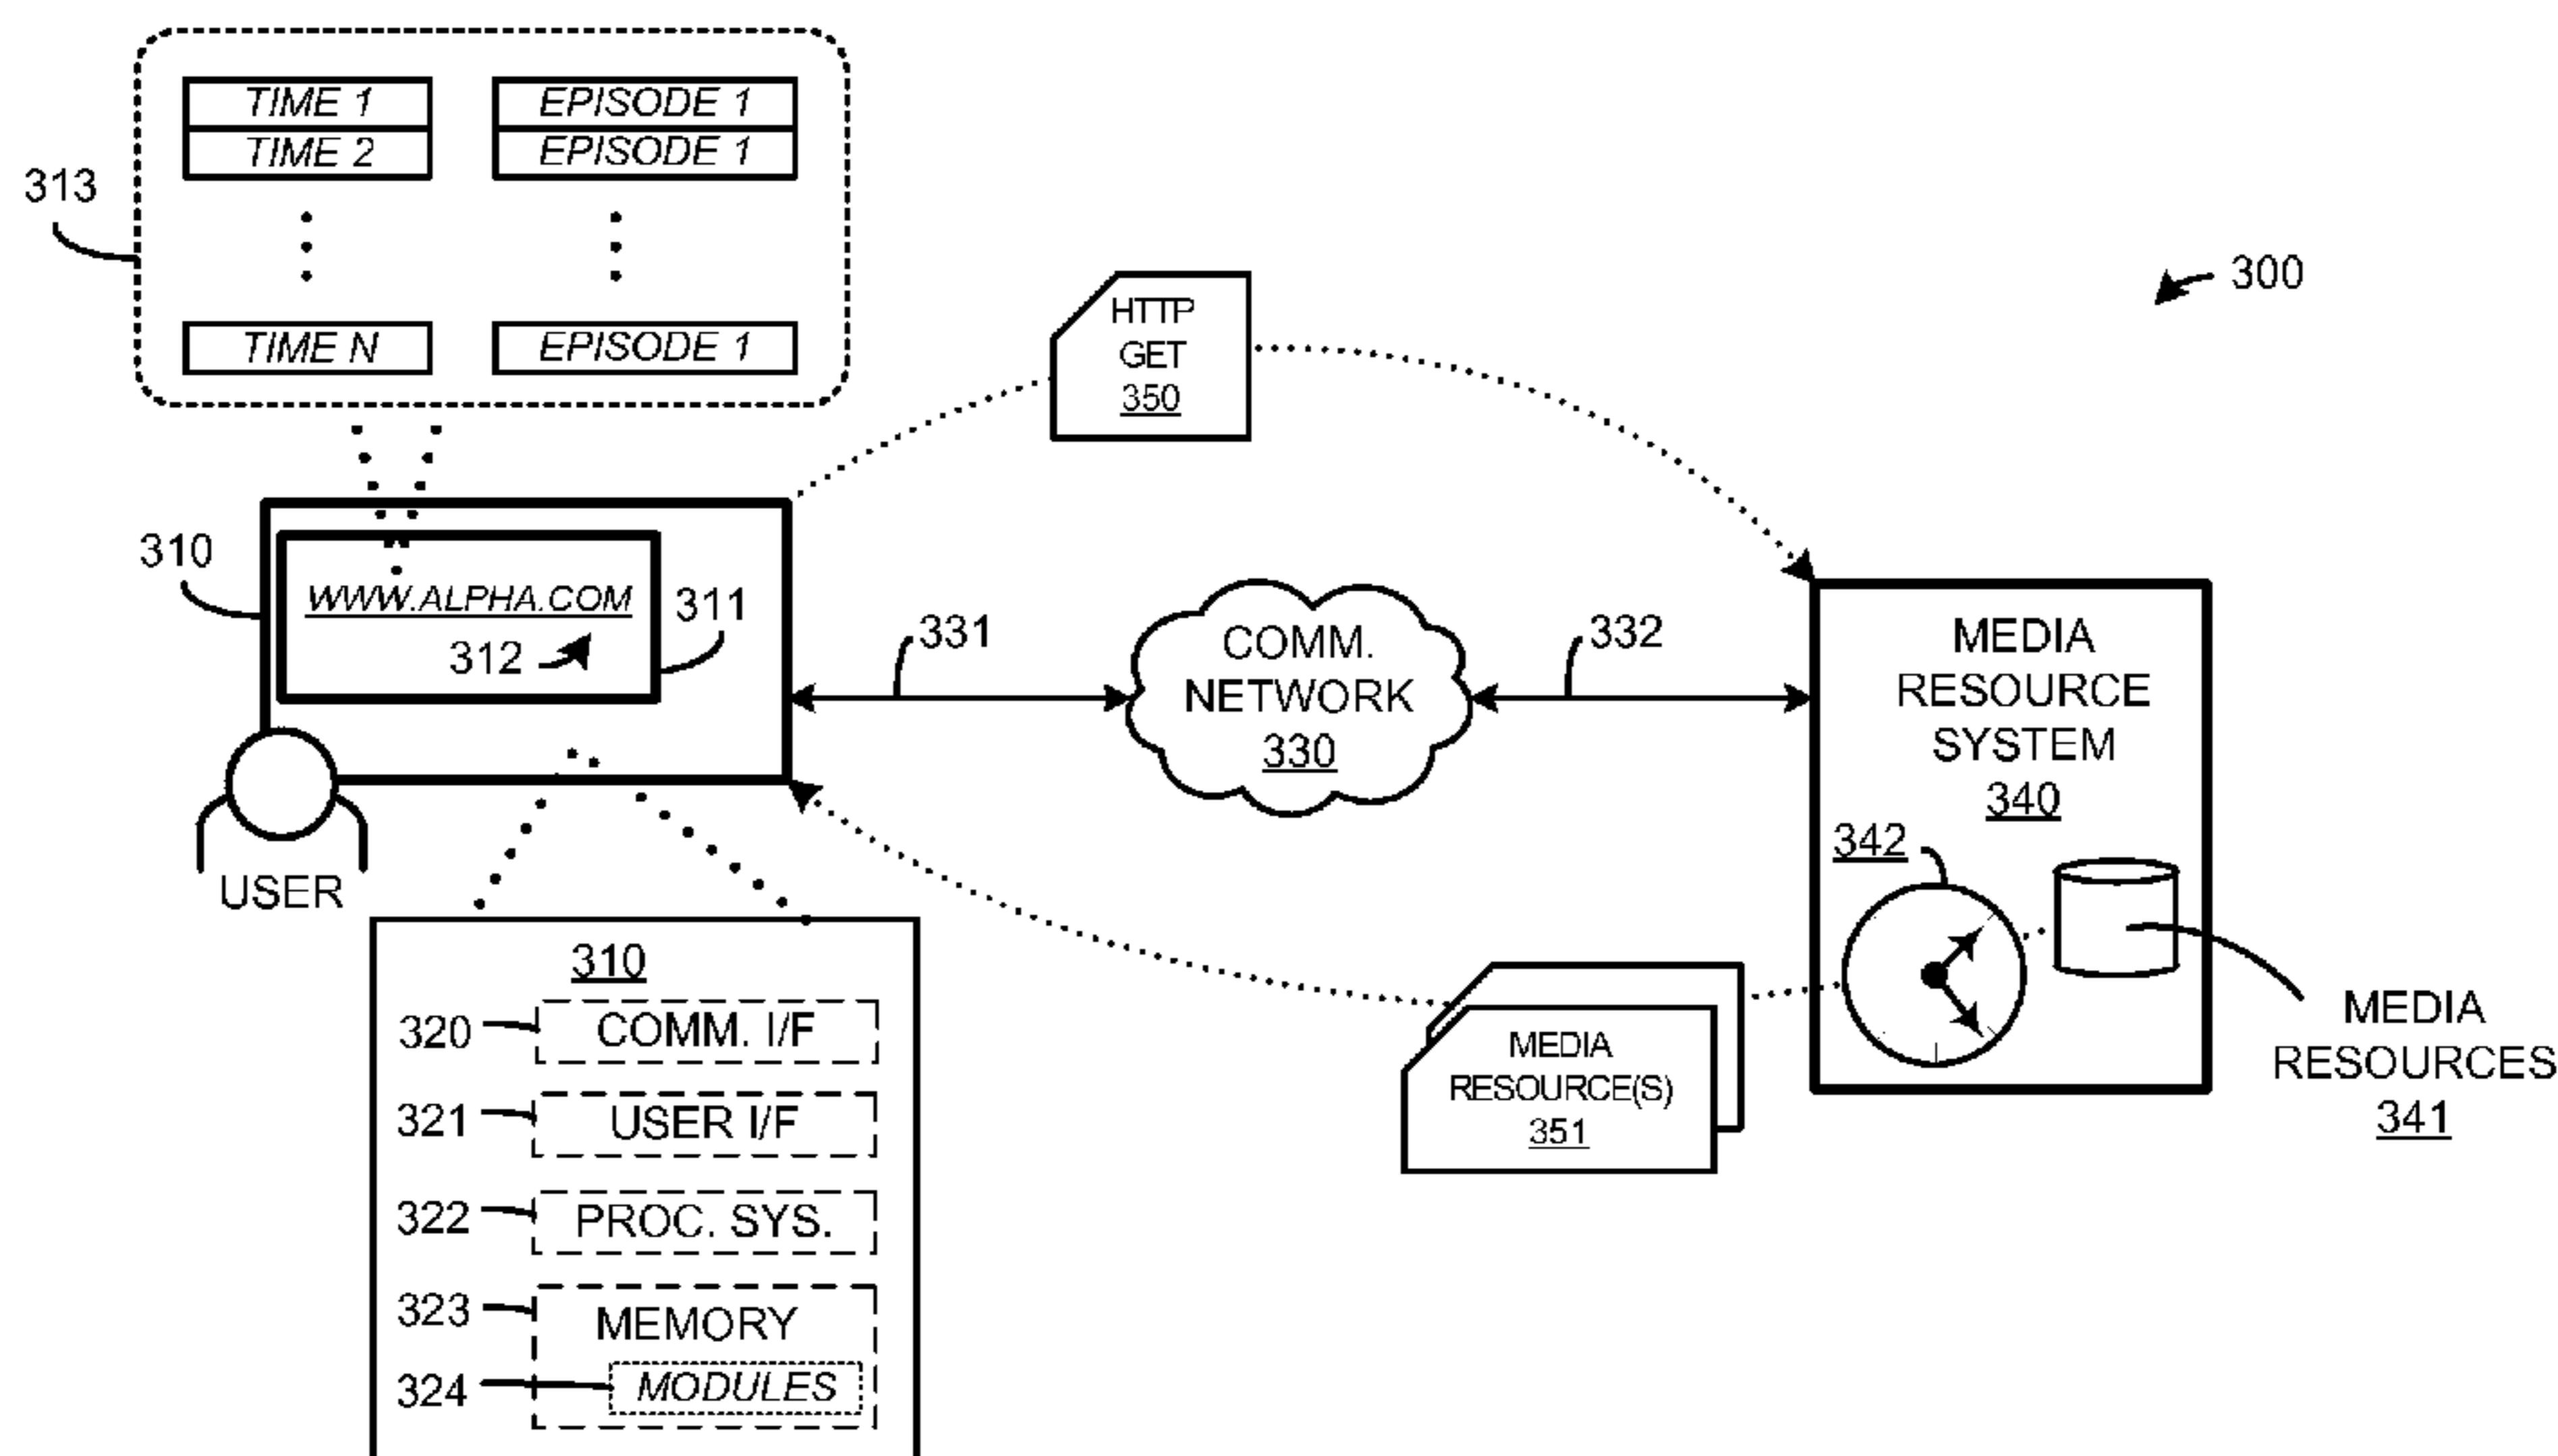 TIME 1
EPISODE 1
TIME 2
EPISODE 1
313
TIME N
EPISODE 1
HTTP
GET
350
300
310
WWW.ALPHA.COM
312
311
331
COMM.
NETWORK
330
332
MEDIA
RESOURCE
SYSTEM
340
342
USER
MEDIA
RESOURCES
341
MEDIA
RESOURCE(S)
351
310
320
COMM. I/F
321
USER I/F
322
PROC. SYS.
323
MEMORY
324
MODULES